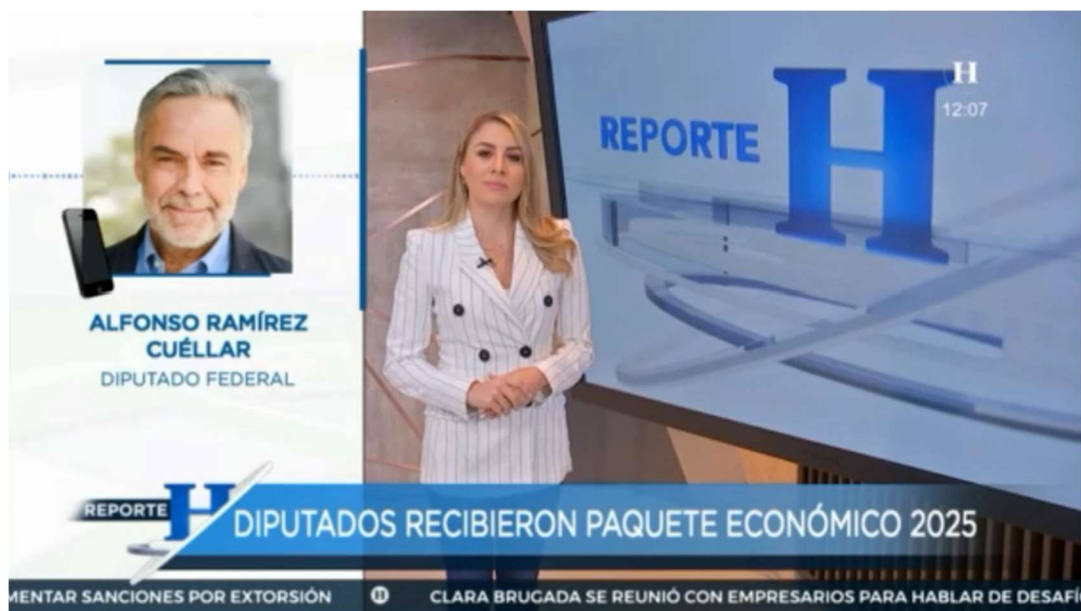 H
12:07
REPORTE
H
ALFONSO RAMÍREZ
CUÉLLAR
DIPUTADO FEDERAL
REPORTE H
DIPUTADOS RECIBIERON PAQUETE ECONÓMICO 2025
SANCIONES POR EXTORSIÓN
H
CLARA BRUGADA SE REUNIÓ CON EMPRESARIOS PARA HABLAR DE